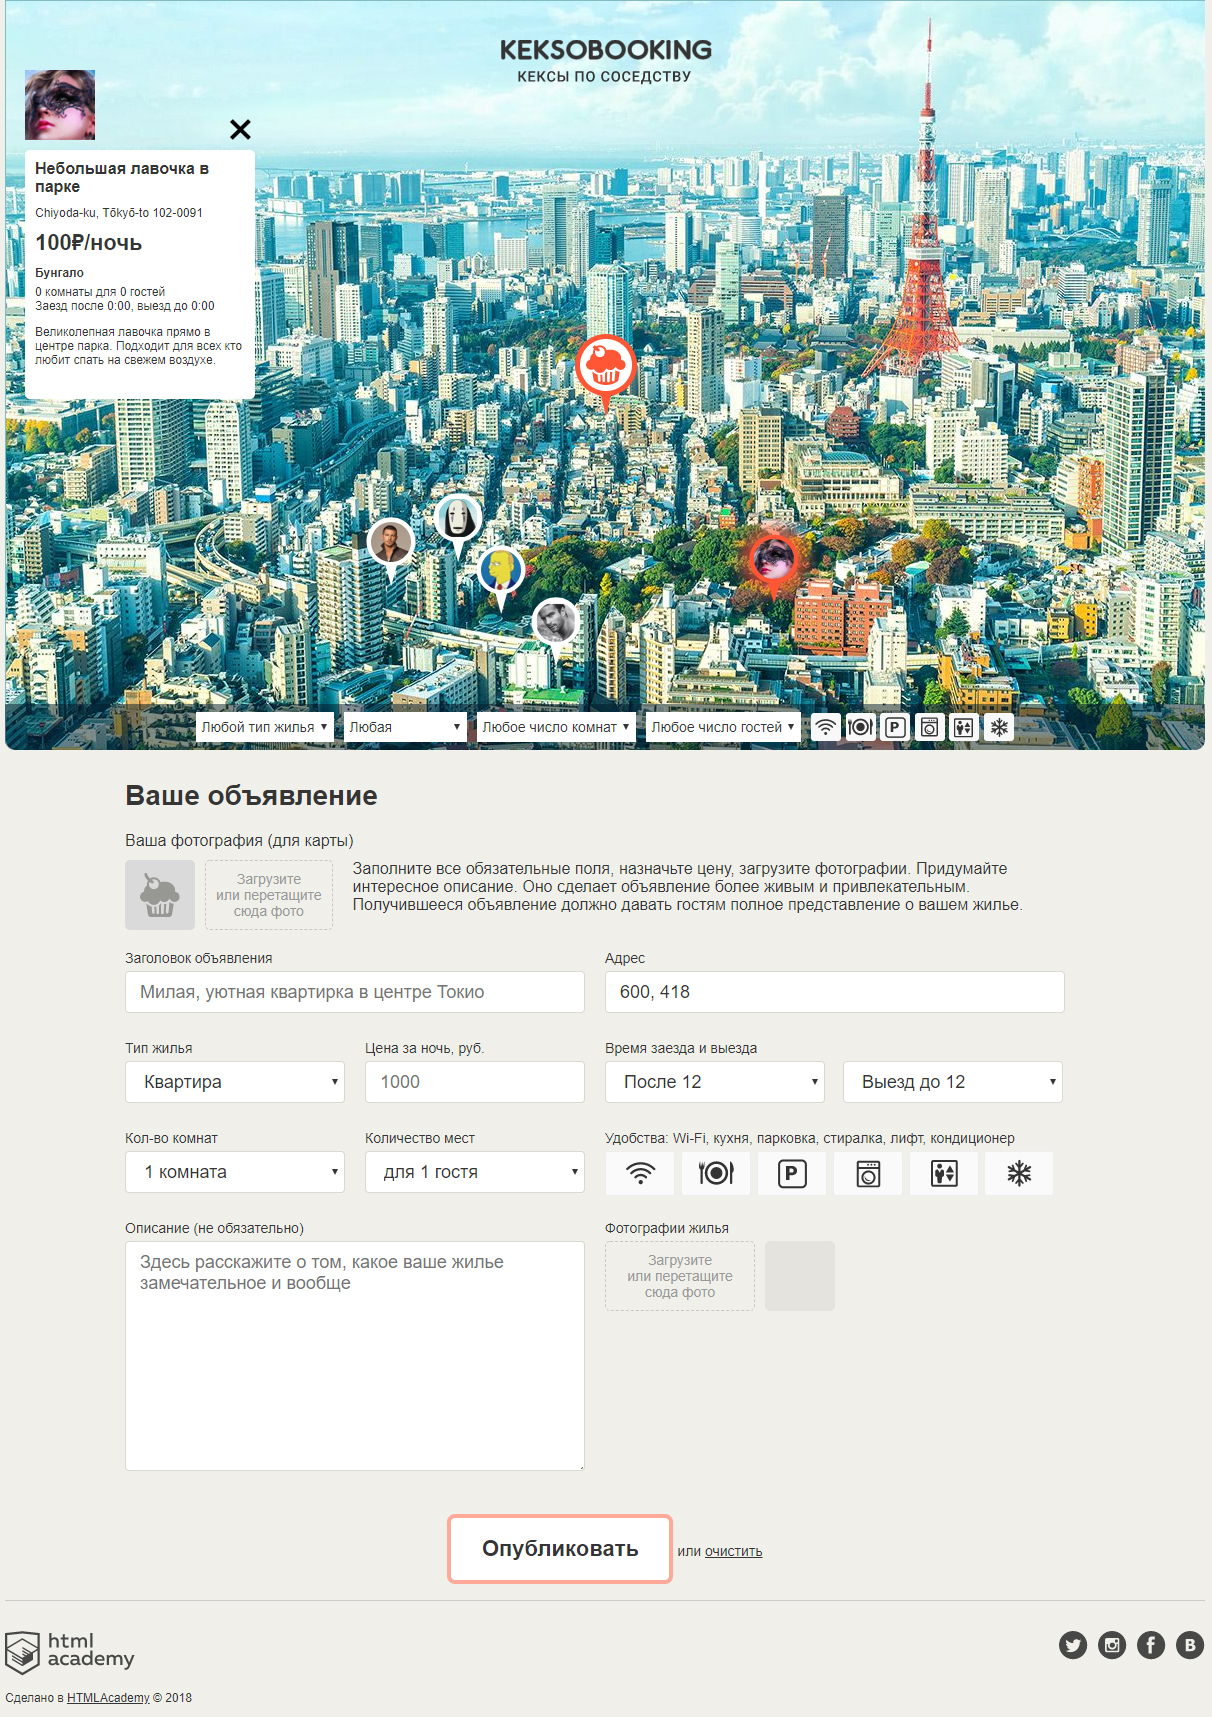 KEKSOBOOKING
КЕКСЫ ПО СОСЕДСТВУ
Небольшая лавочка в
парке
Chiyoda-ku, Tōkyō-to 102-0091
100₽/ночь
Бунгало
0 комнаты для 0 гостей
Заезд после 0:00, выезд до 0:00
Великолепная лавочка прямо в
центре парка. Подходит для всех кто
любит спать на свежем воздухе.
Любой тип жилья
Любая
Любое число комнат
Любое число гостей
P
Ваше объявление
Ваша фотография (для карты)
Загрузите
или перетащите
сюда фото
Заполните все обязательные поля, назначьте цену, загрузите фотографии. Придумайте
интересное описание. Оно сделает объявление более живым и привлекательным.
Получившееся объявление должно давать гостям полное представление о вашем жилье.
Заголовок объявления
Милая, уютная квартирка в центре Токио
Адрес
600, 418
Тип жилья
Квартира
Цена за ночь, руб.
1000
Время заезда и выезда
После 12
Выезд до 12
Кол-во комнат
1 комната
Количество мест
для 1 гостя
Удобства: Wi-Fi, кухня, парковка, стиралка, лифт, кондиционер
P
Описание (не обязательно)
Здесь расскажите о том, какое ваше жилье
замечательное и вообще
Фотографии жилья
Загрузите
или перетащите
сюда фото
Опубликовать
или очистить
html
academy
Сделано в HTMLAcademy © 2018